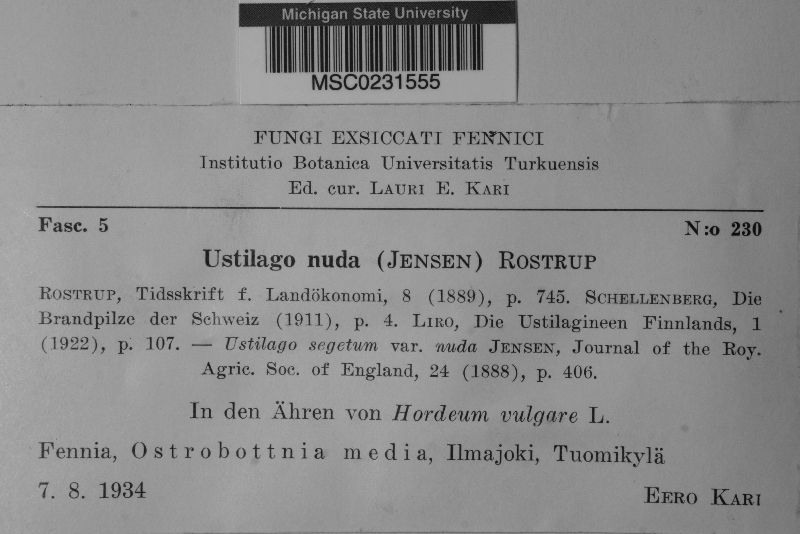 Michigan State University
MSC0231555
FUNGI EXSICCATI FENNICI
Institutio Botanica Universitatis Turkuensis
Ed. cur. LAURI E. KARI
Fasc. 5 N:o 230
Ustilago nuda (JENSEN) ROSTRUP
ROSTRUP, Tidsskrift f. Landökonomi, 8 (1889), p. 745. SCHELLENBERG, Die
Brandpilze der Schweiz (1911), p. 4. LIRO, Die Ustilagineen Finnlands, 1
(1922), p. 107. — Ustilago segetum var. nuda JENSEN, Journal of the Roy.
Agric. Soc. of England, 24 (1888), p. 406.
In den Ähren von Hordeum vulgare L.
Fennia, Ostrobottnia media, Ilmajoki, Tuomikylä
7. 8. 1934 EERO KARI